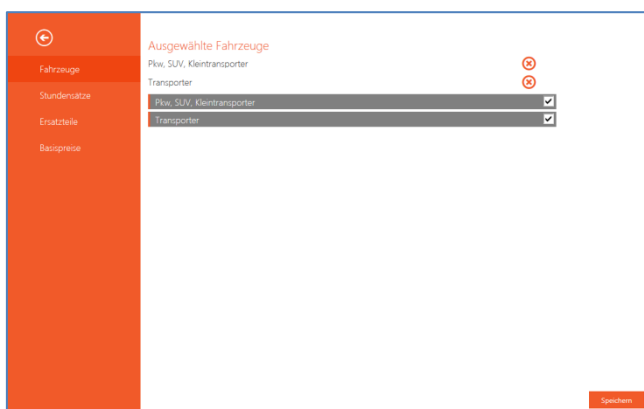 Fahrzeuge
Stundensätze
Ersatzteile
Basispreise
Ausgewählte Fahrzeuge
Pkw, SUV, Kleintransporter
Transporter
Pkw, SUV, Kleintransporter
Transporter
Speichern